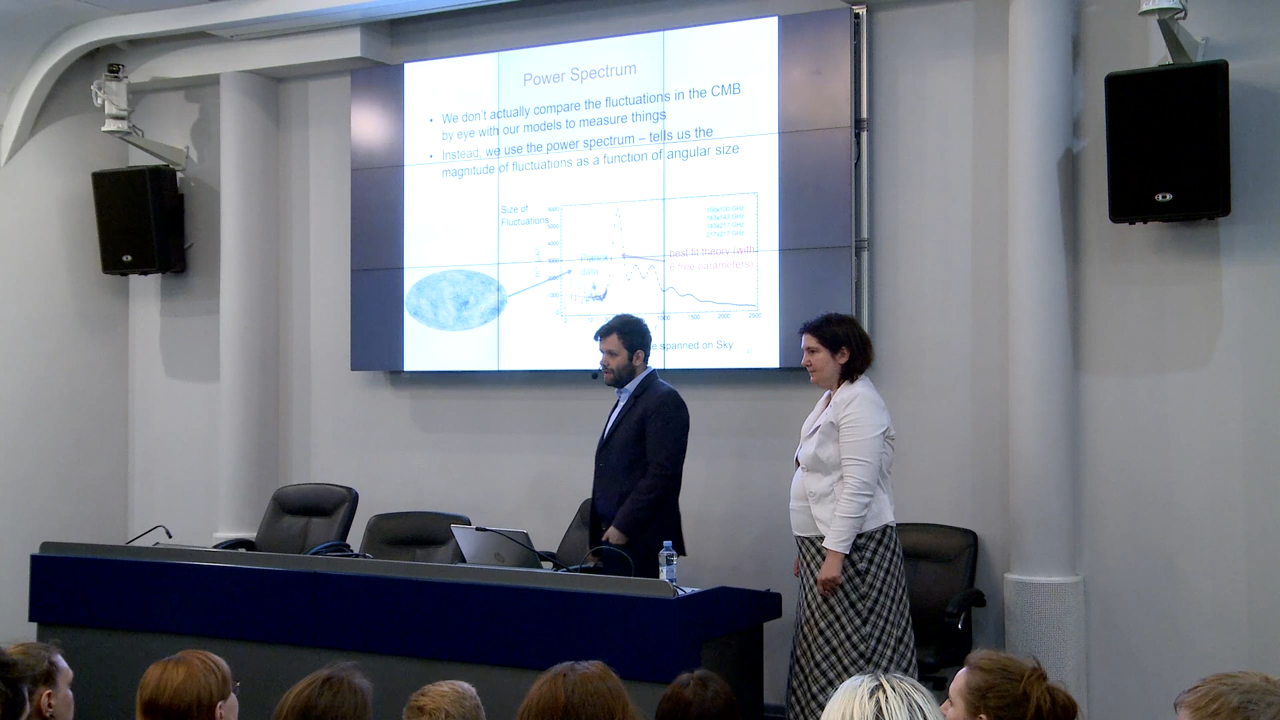 Power Spectrum
• We don't actually compare the fluctuations in the CMB
by eye with our models to measure things
• Instead, we use the power spectrum – tells us the
magnitude of fluctuations as a function of angular size
Size of
Fluctuations
Planck
data
best fit theory (with
6 free parameters)
1000 1500 2000 2500
spanned on Sky